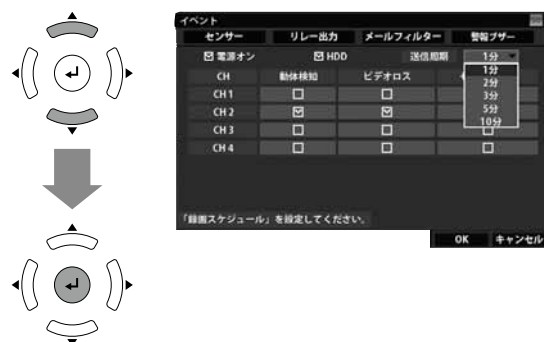 イベント
センサー リレー出力 メールフィルター 警報ブザー
電源オン HDD 送信周期 1分
CH 動体検知 ビデオロス
1分
2分
3分
5分
10分
CH 1
CH 2
CH 3
CH 4
「録画スケジュール」を設定してください。
OK キャンセル